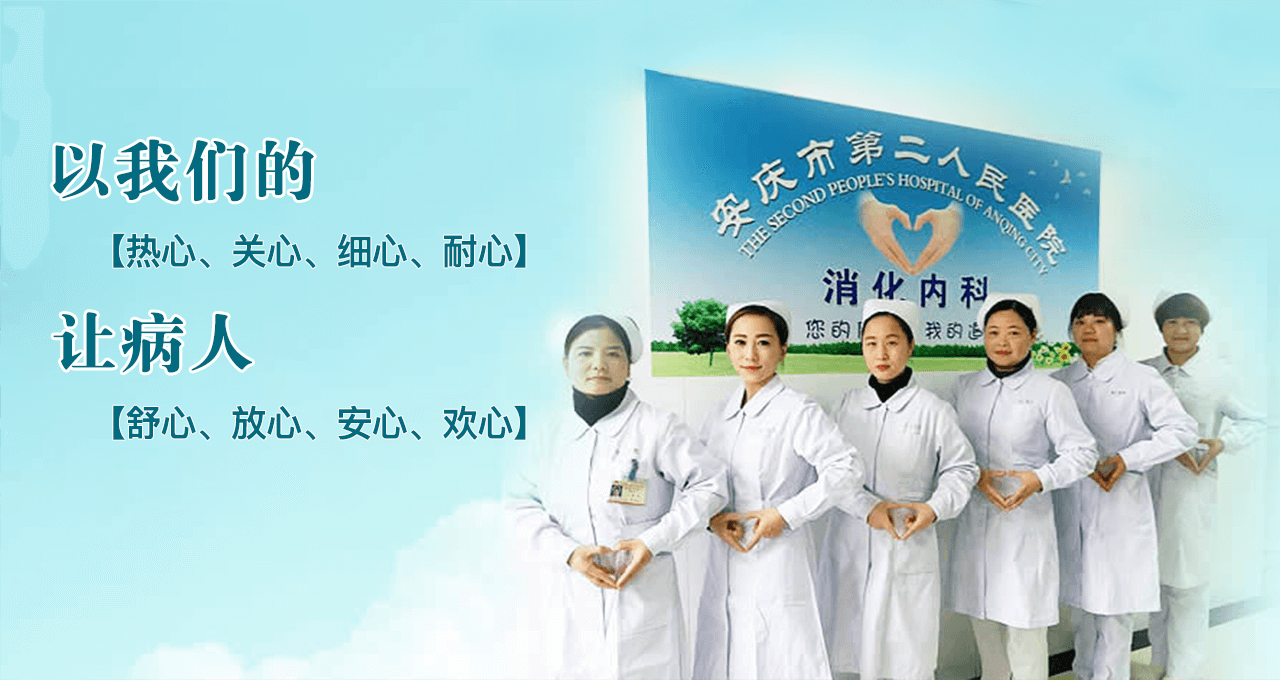 以我们的
【热心、关心、细心、耐心】
让病人
【舒心、放心、安心、欢心】
安庆市第二人民医院
THE SECOND PEOPLE'S HOSPITAL OF ANQING CITY
消化内科
您的 我的